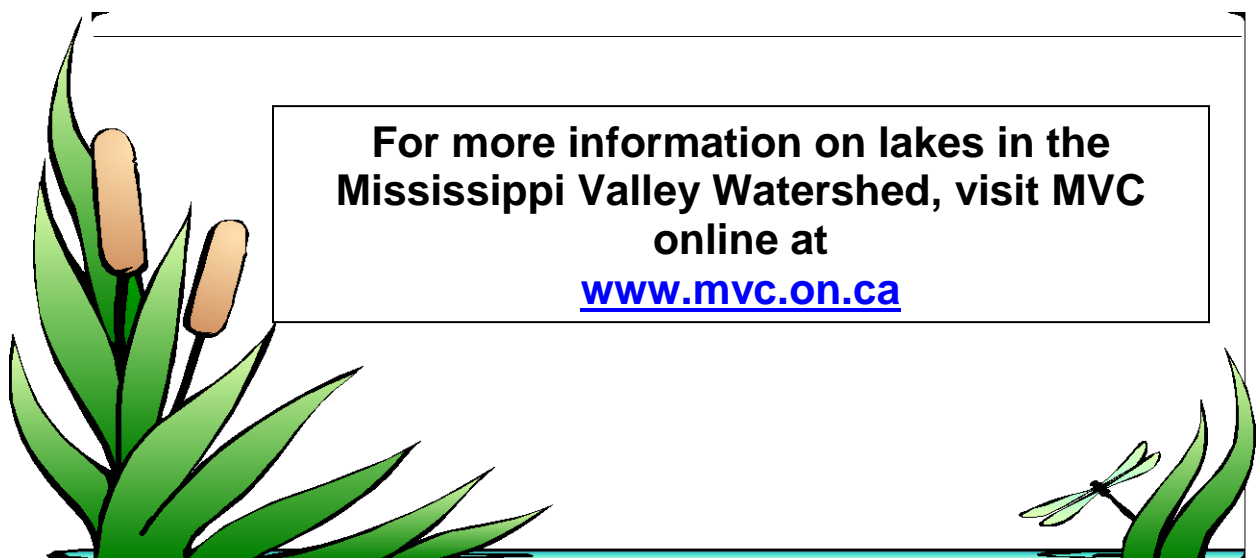 For more information on lakes in the
Mississippi Valley Watershed, visit MVC
online at
www.mvc.on.ca